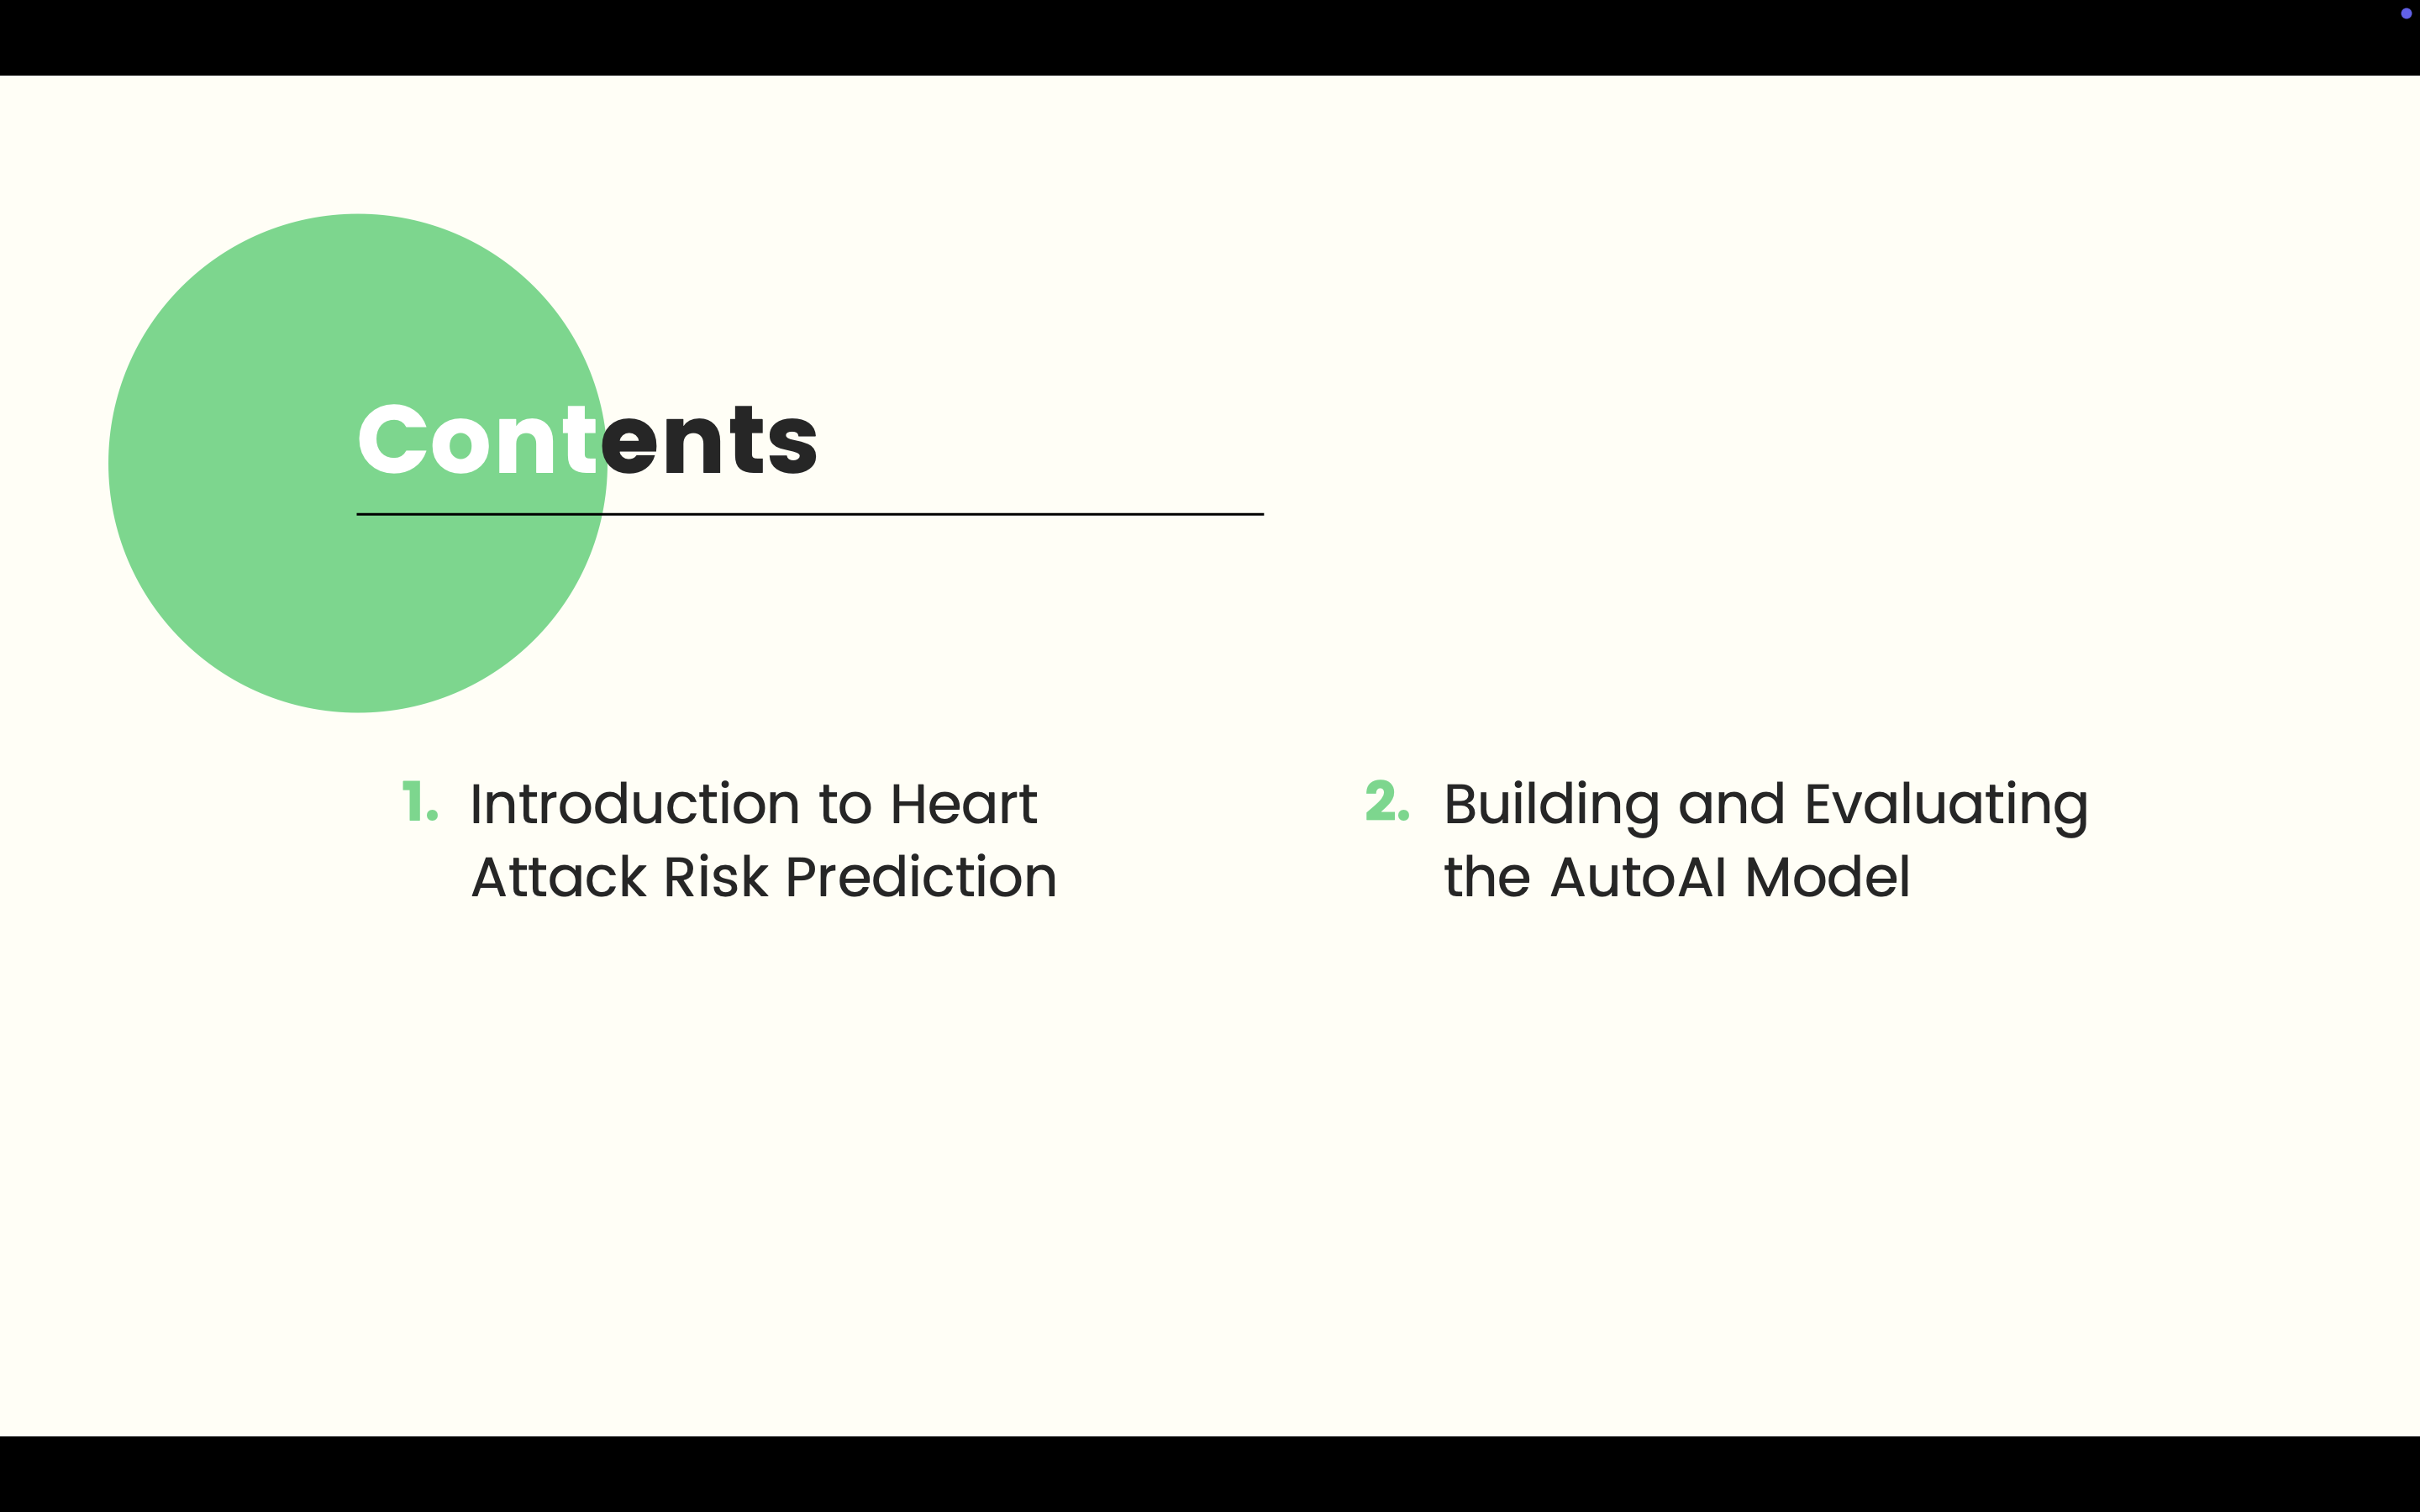 Contents
1. Introduction to Heart
Attack Risk Prediction
2. Building and Evaluating
the AutoAI Model